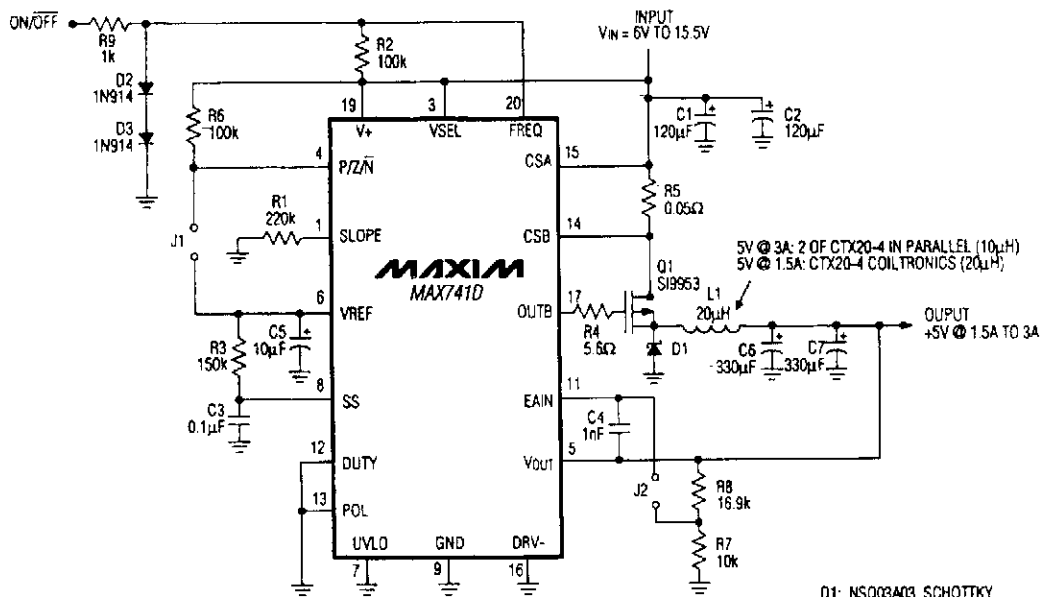 ON/OFF
R9
1k
D2
1N914
D3
1N914
R2
100k
INPUT
VIN = 6V TO 15.5V
R6
100k
19
V+
3
VSEL
20
FREQ
C1
120µF
C2
120µF
4
P/Z/N
15
CSA
R5
0.05Ω
R1
220k
1
SLOPE
14
CSB
J1
MAXIM
MAX741D
5V @ 3A: 2 OF CTX20-4 IN PARALLEL (10µH)
5V @ 1.5A: CTX20-4 COILTRONICS (20µH)
Q1
SI9953
L1
20µH
6
VREF
OUTB
17
R4
5.6Ω
D1
OUPUT
+5V @ 1.5A TO 3A
C5
10µF
R3
150k
C6
330µF
C7
330µF
8
SS
C3
0.1µF
11
EAIN
C4
1nF
12
DUTY
5
VOUT
13
POL
J2
R8
16.9k
R7
10k
UVLO
7
GND
9
DRV-
16
D1: NSQ03A03 SCHOTTKY